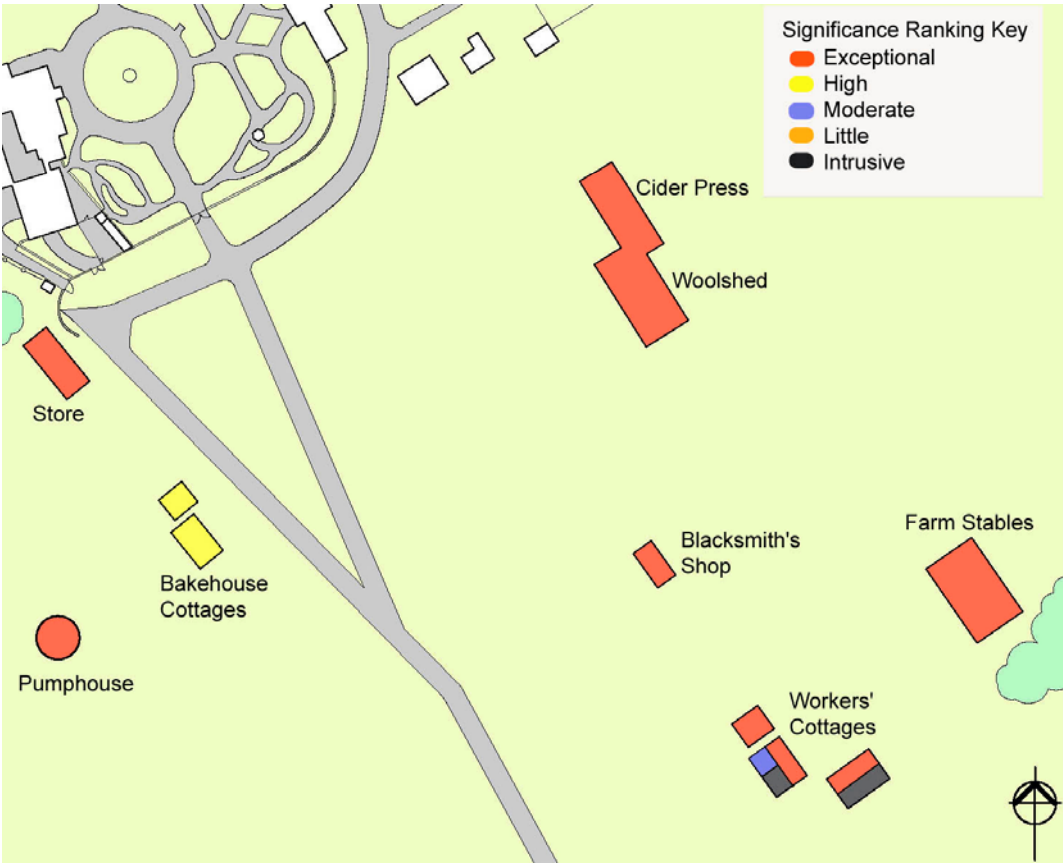 Significance Ranking Key
Exceptional
High
Moderate
Little
Intrusive
Cider Press
Woolshed
Store
Blacksmith's
Shop
Farm Stables
Bakehouse
Cottages
Pumphouse
Workers'
Cottages